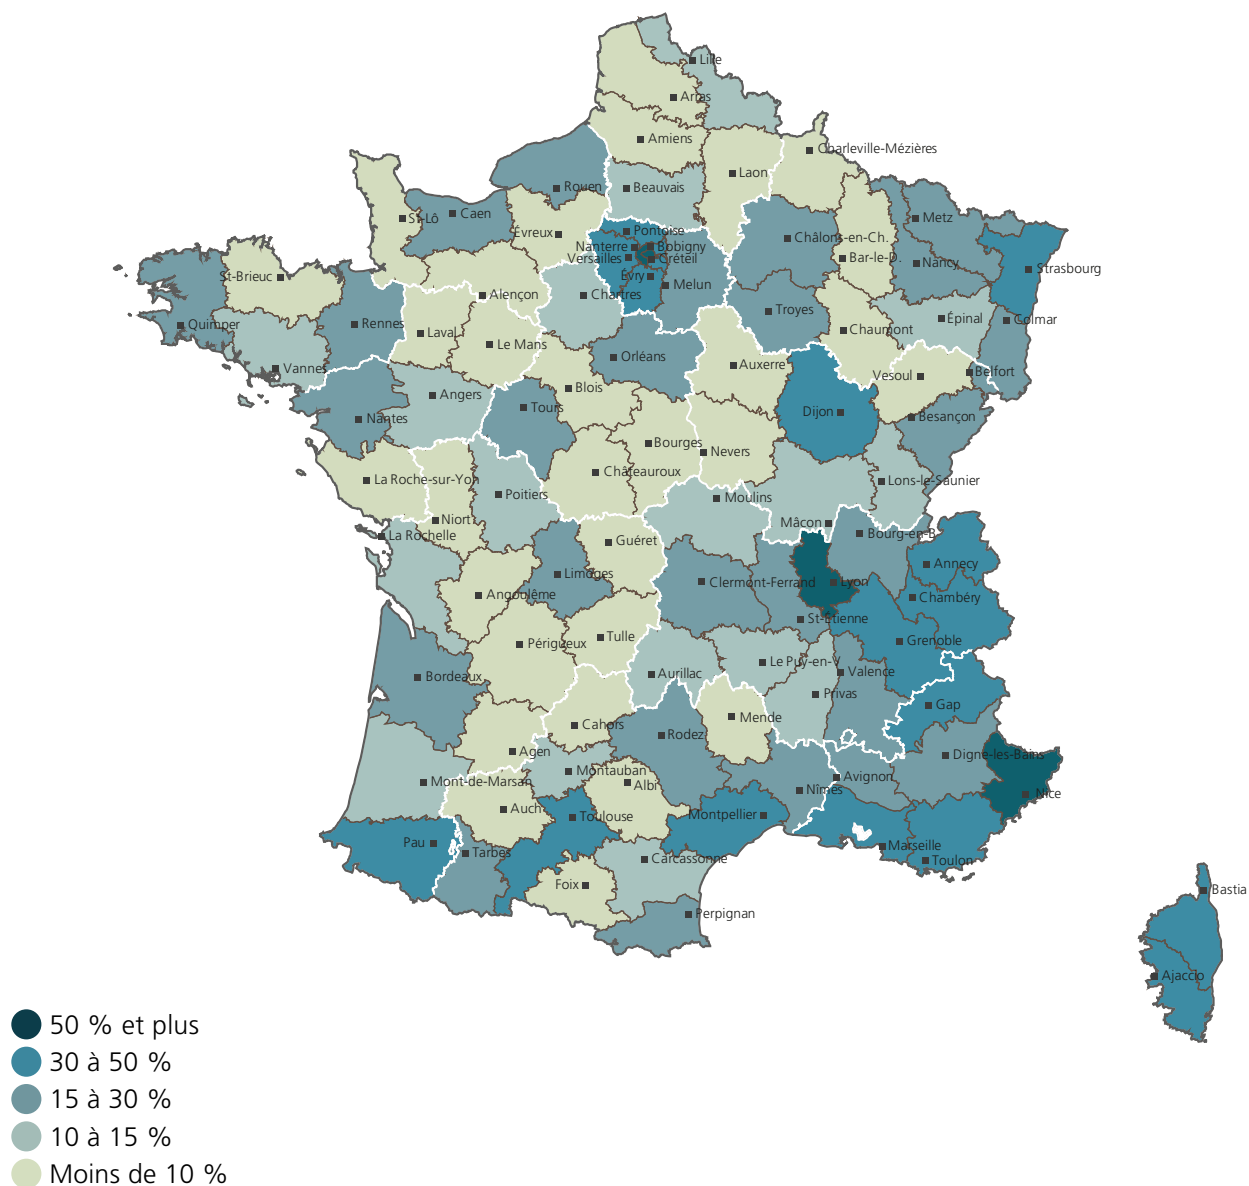 Lille
Arras
Amiens
Charleville-Mézières
Laon
Rouen
Beauvais
St-Lô
Caen
Metz
Évreux
Pontoise
Châlons-en-Ch.
Nanterre
Bobigny
Versailles
Créteil
Bar-le-D.
Nancy
Strasbourg
St-Brieuc
Évry
Melun
Alençon
Chartres
Troyes
Épinal
Colmar
Quimper
Rennes
Laval
Chaumont
Le Mans
Orléans
Vannes
Auxerre
Vesoul
Belfort
Blois
Angers
Tours
Dijon
Nantes
Besançon
Bourges
Nevers
Châteauroux
La Roche-sur-Yon
Lons-le-Saunier
Poitiers
Moulins
Niort
Mâcon
La Rochelle
Bourg-en-B.
Guéret
Annecy
Limoges
Clermont-Ferrand
Lyon
Angoulême
Chambéry
St-Étienne
Périgueux
Tulle
Grenoble
Le Puy-en-V.
Bordeaux
Aurillac
Valence
Privas
Gap
Cahors
Mende
Rodez
Agen
Digne-les-Bains
Montauban
Mont-de-Marsan
Albi
Avignon
Nîmes
Nice
Auch
Toulouse
Montpellier
Pau
Tarbes
Marseille
Carcassonne
Toulon
Foix
Bastia
Perpignan
Ajaccio
50 % et plus
30 à 50 %
15 à 30 %
10 à 15 %
Moins de 10 %